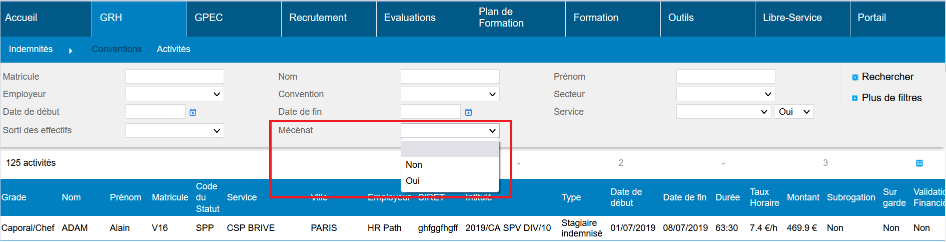 Accueil GRH GPEC Recrutement Evaluations Plan de Formation Formation Outils Libre-Service Portail
Indemnités Conventions Activités
Matricule Nom Prénom Rechercher
Employeur Convention Secteur Plus de filtres
Date de début Date de fin Service Oui
Sorti des effectifs Mécènat
Non
Oui
125 activités - 2 - 3
Grade Nom Prénom Matricule Code du Statut Service Ville Employeur SIRET Intitulé Type Date de début Date de fin Durée Taux Horaire Montant Subrogation Sur garde Validation Financiè
Caporal/Chef ADAM Alain V16 SPP CSP BRIVE PARIS HR Path ghfggfhgff 2019/CA SPV DIV/10 Stagiaire indemnisé 01/07/2019 08/07/2019 63:30 7.4 €/h 469.9 € Non Non Non